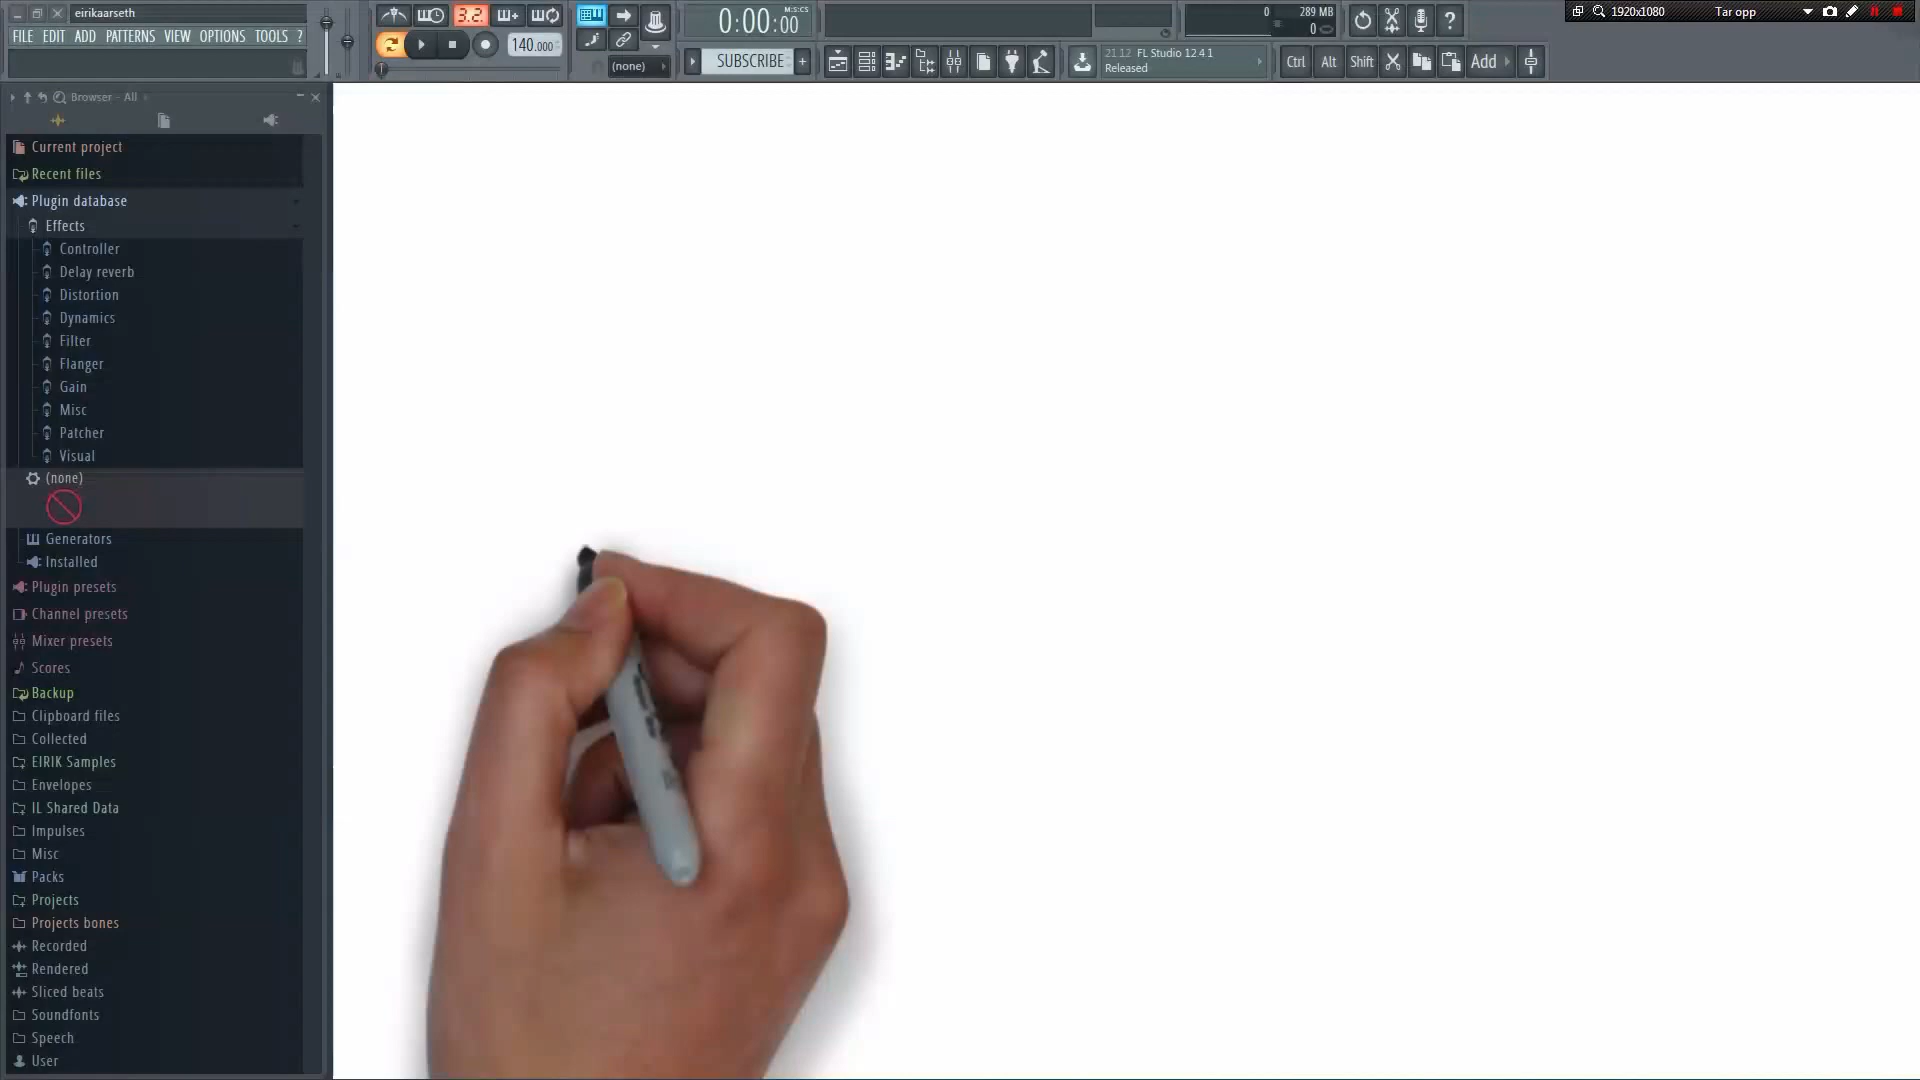 eirikaarseth
FILE EDIT ADD PATTERNS VIEW OPTIONS TOOLS ?
3.2.
140.000
(none)
M:S:CS
0:00:00
SUBSCRIBE
0
289 MB
0
21.12 FL Studio 12.4.1
Released
Ctrl Alt Shift Add
1920x1080 Tar opp
Browser - All
Current project
Recent files
Plugin database
Effects
Controller
Delay reverb
Distortion
Dynamics
Filter
Flanger
Gain
Misc
Patcher
Visual
(none)
Generators
Installed
Plugin presets
Channel presets
Mixer presets
Scores
Backup
Clipboard files
Collected
EIRIK Samples
Envelopes
IL Shared Data
Impulses
Misc
Packs
Projects
Projects bones
Recorded
Rendered
Sliced beats
Soundfonts
Speech
User